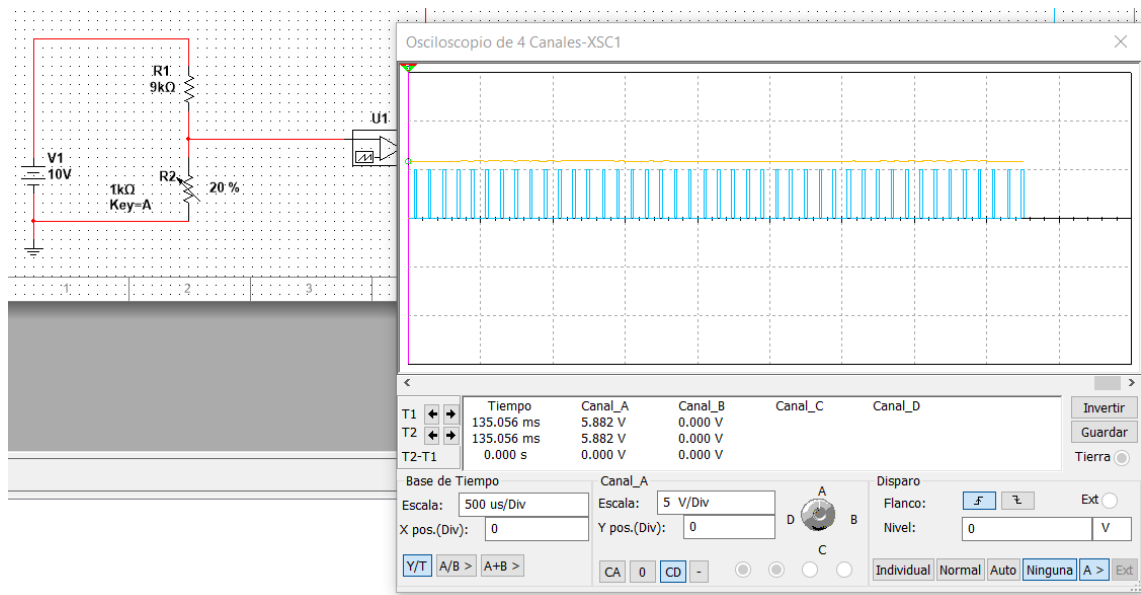 Osciloscopio de 4 Canales-XSC1
R1
9kΩ
U1
V1
10V
R2
1kΩ
Key=A
20 %
1
2
3
Tiempo Canal_A Canal_B Canal_C Canal_D
T1 135.056 ms 5.882 V 0.000 V
T2 135.056 ms 5.882 V 0.000 V
T2-T1 0.000 s 0.000 V 0.000 V
Invertir
Guardar
Tierra
Base de Tiempo
Escala: 500 us/Div
X pos.(Div): 0
Y/T A/B > A+B >
Canal_A
Escala: 5 V/Div
Y pos.(Div): 0
CA 0 CD -
A
D B
C
Disparo
Flanco: Ext
Nivel: 0 V
Individual Normal Auto Ninguna A > Ext